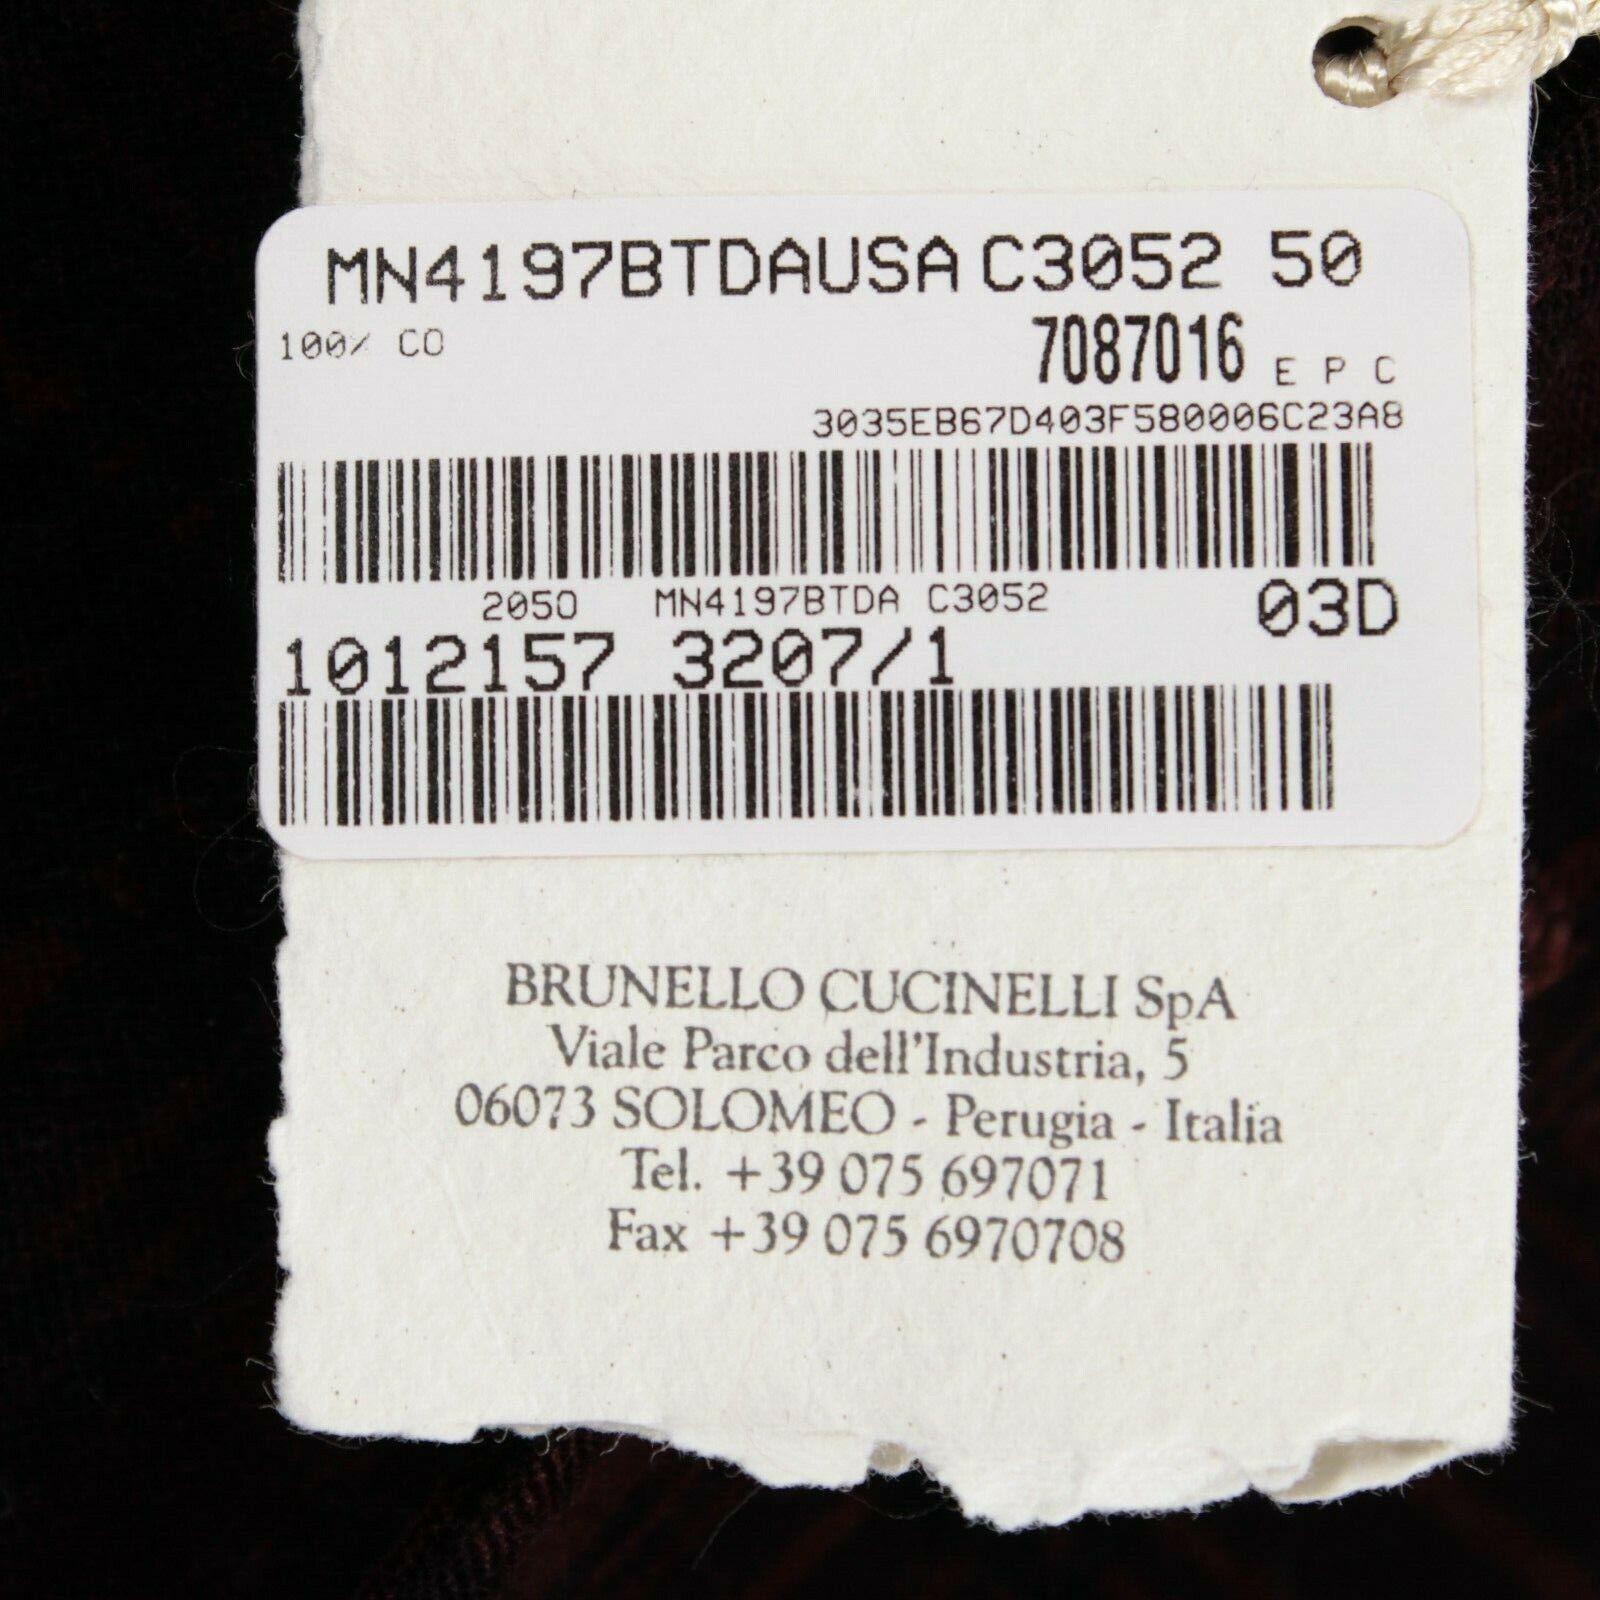 MN4197BTDAUSA C3052 50
100% CO
7087016 E P C
3035EB67D403F580006C23A8
2050 MN4197BTDA C3052 03D
1012157 3207/1
BRUNELLO CUCINELLI SpA
Viale Parco dell'Industria, 5
06073 SOLOMEO - Perugia - Italia
Tel. +39 075 697071
Fax +39 075 6970708